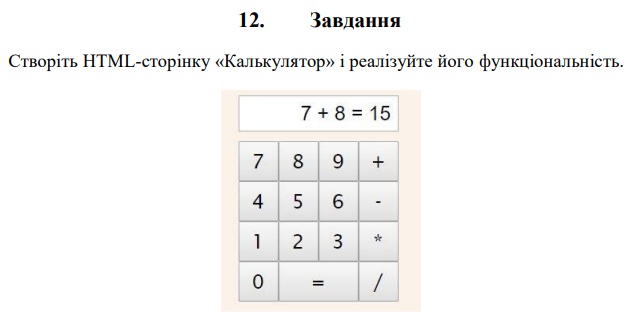 12. Завдання
Створіть HTML-сторінку «Калькулятор» і реалізуйте його функціональність.
7 + 8 = 15
7 8 9 +
4 5 6 -
1 2 3 *
0 = /